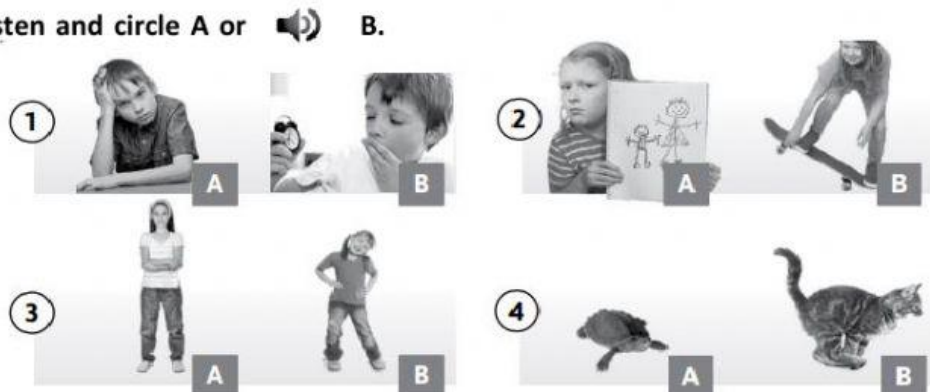 sten and circle A or B.
1 A B
2 A B
3 A B
4 A B